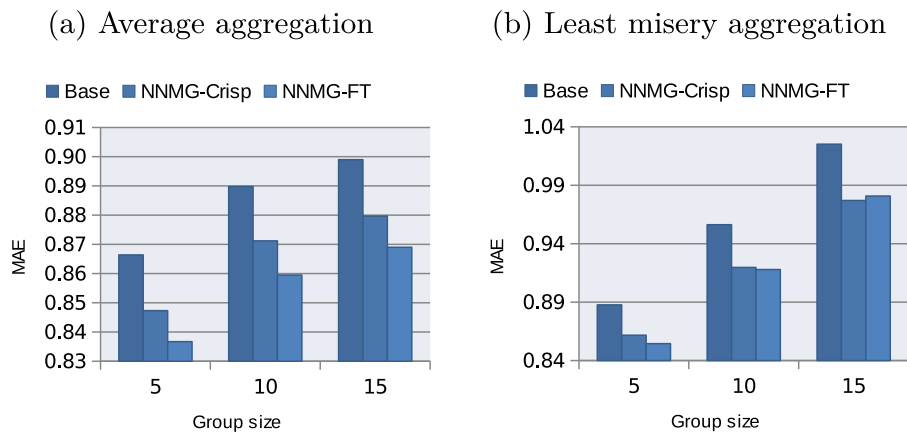 (a) Average aggregation
(b) Least misery aggregation
Base NNMG-Crisp NNMG-FT
0.91
0.90
0.89
0.88
0.87
0.86
0.85
0.84
0.83
MAE
5 10 15
Group size
Base NNMG-Crisp NNMG-FT
1.04
0.99
0.94
0.89
0.84
MAE
5 10 15
Group size